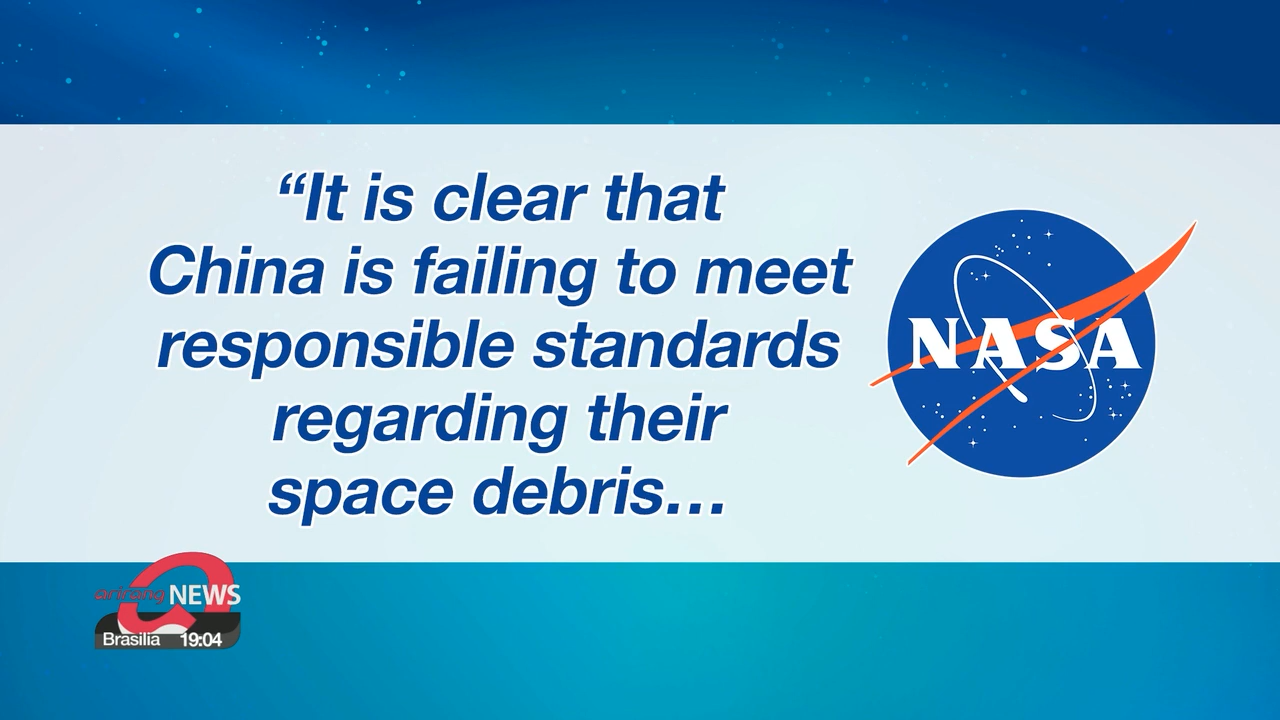 “It is clear that
China is failing to meet
responsible standards
regarding their
space debris...
NASA
arirang NEWS
Brasilia 19:04